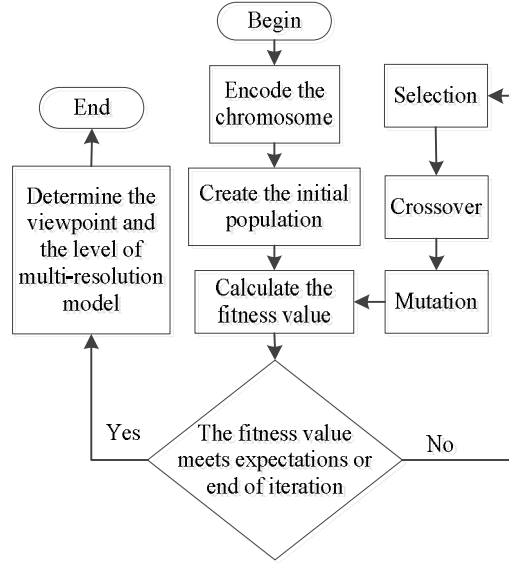 Begin
Encode the
chromosome
Create the initial
population
Calculate the
fitness value
The fitness value
meets expectations or
end of iteration
Yes
No
Selection
Crossover
Mutation
Determine the
viewpoint and
the level of
multi-resolution
model
End